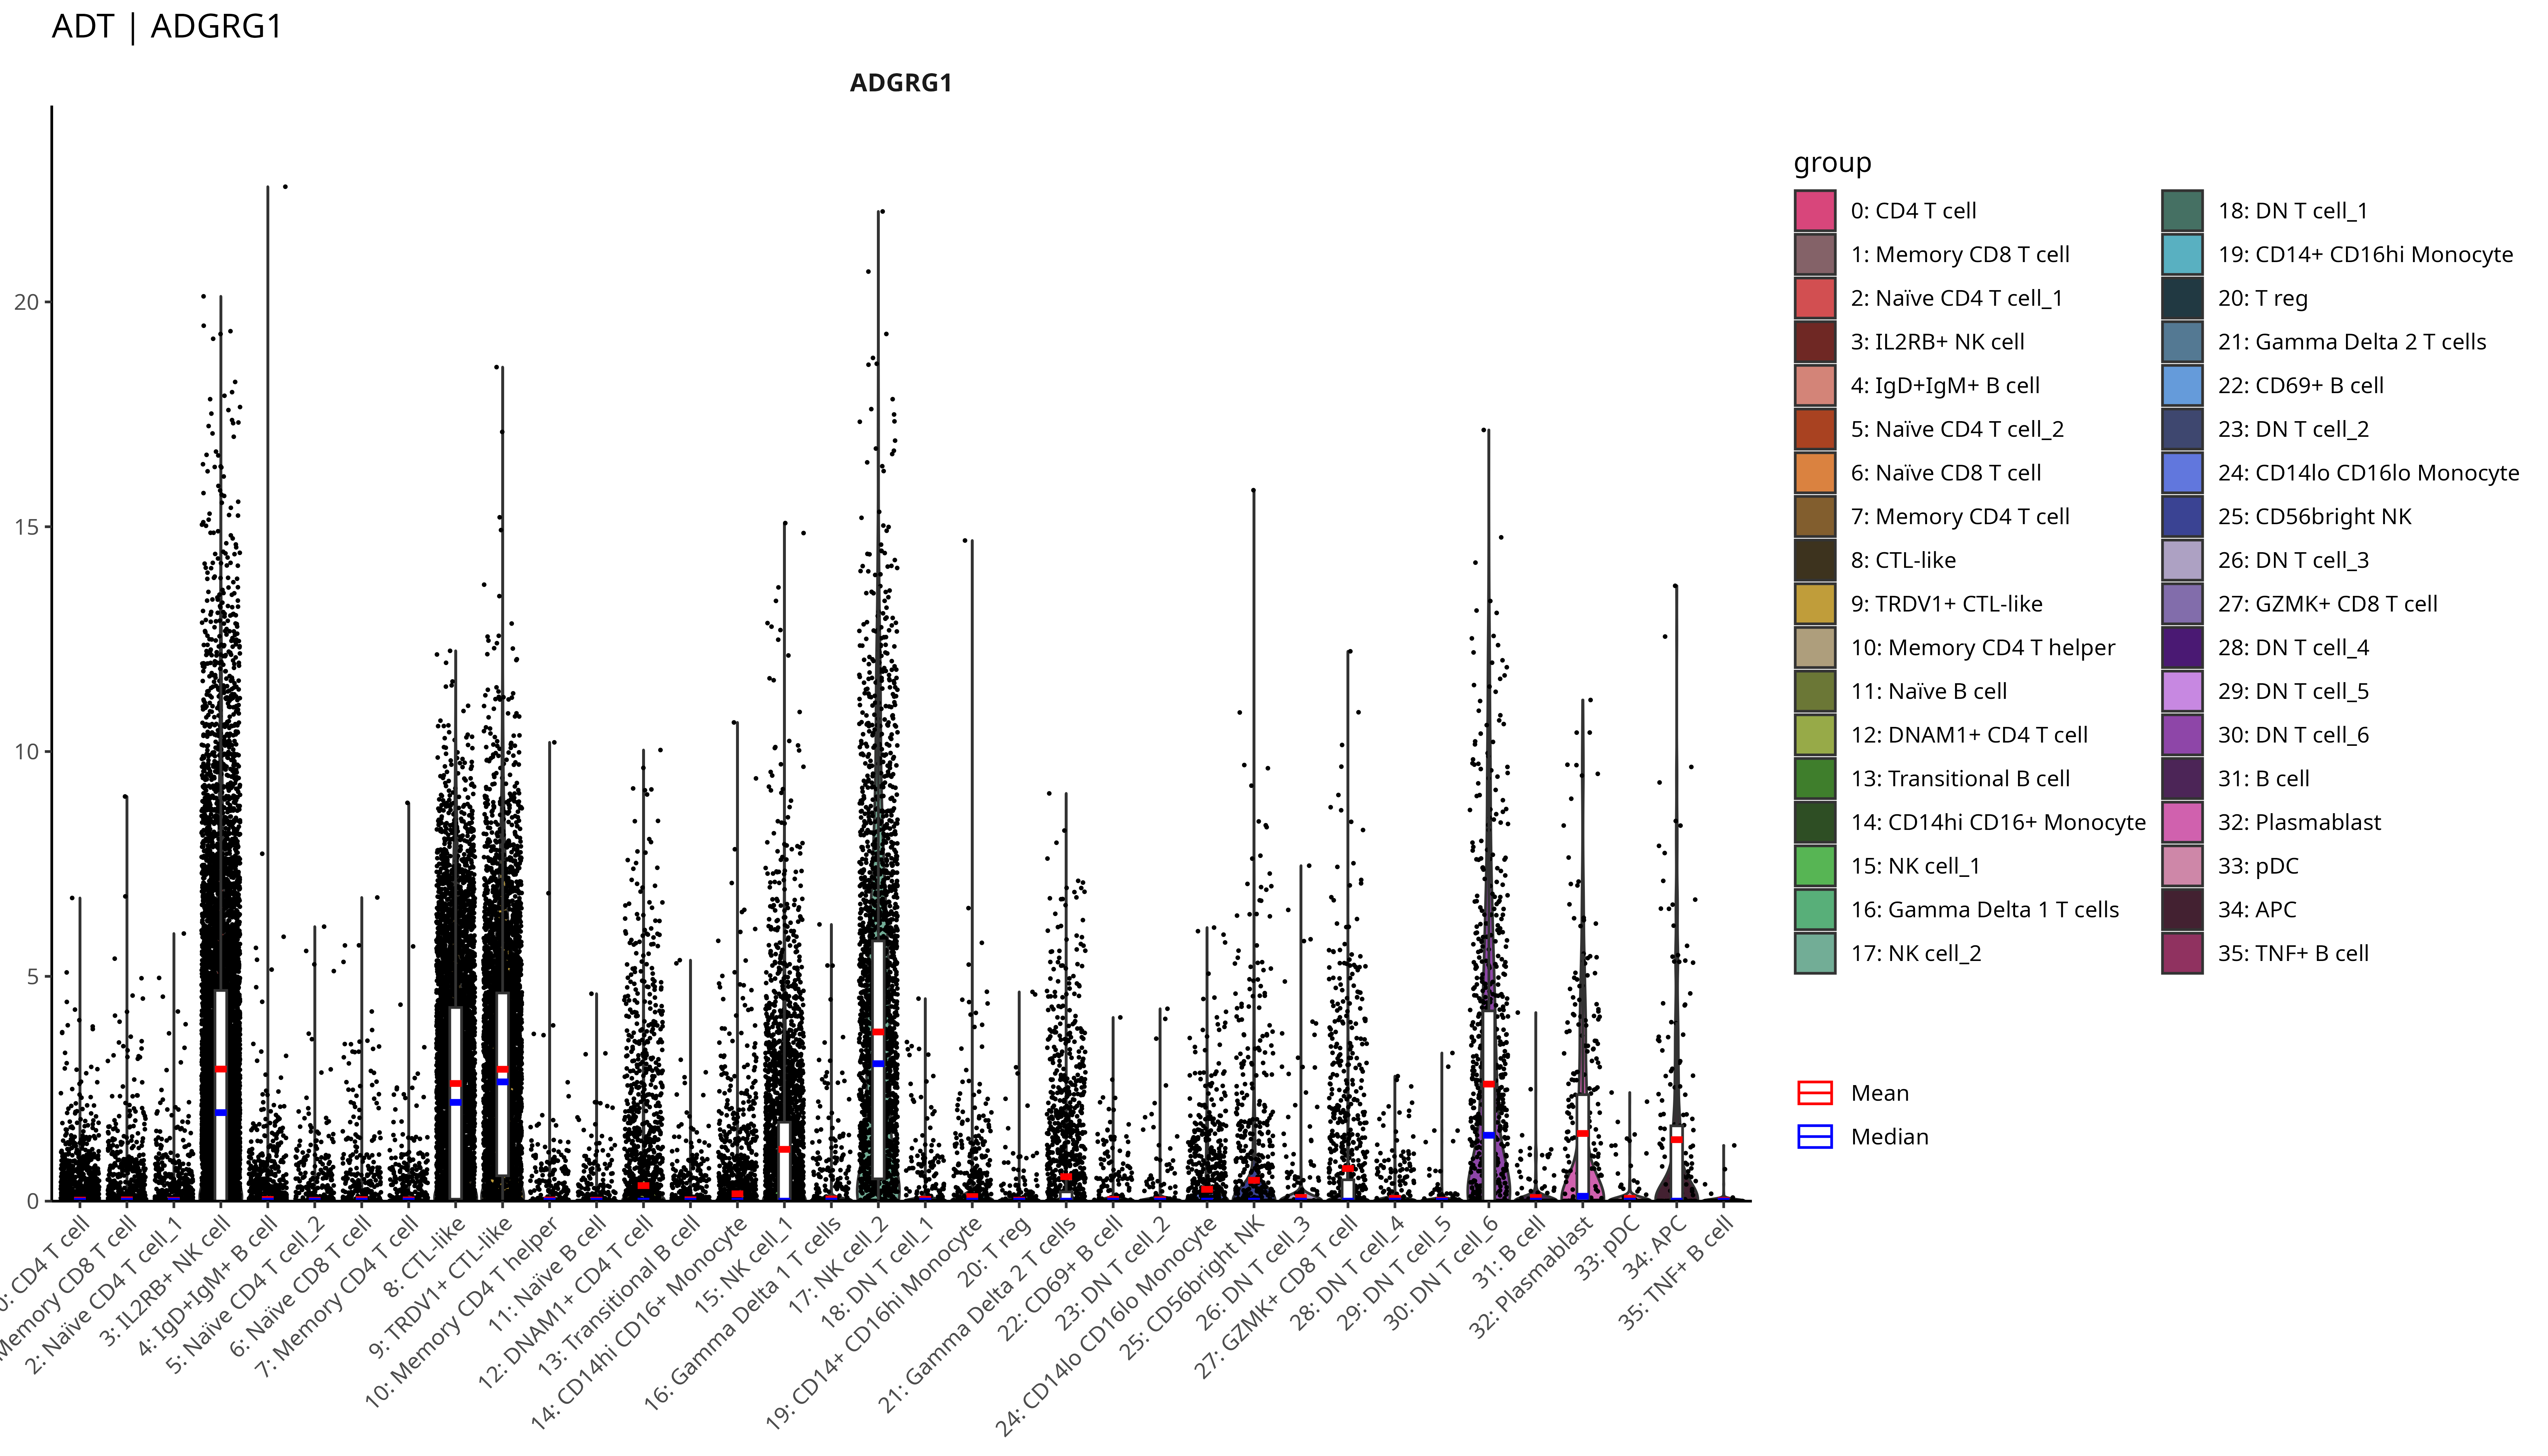 ADT | ADGRG1
ADGRG1
20
15
10
5
0
0: CD4 T cell
Memory CD8 T cell
2: Naïve CD4 T cell_1
3: IL2RB+ NK cell
4: IgD+IgM+ B cell
5: Naïve CD4 T cell_2
6: Naïve CD8 T cell
7: Memory CD4 T cell
8: CTL-like
9: TRDV1+ CTL-like
10: Memory CD4 T helper
11: Naïve B cell
12: DNAM1+ CD4 T cell
13: Transitional B cell
14: CD14hi CD16+ Monocyte
15: NK cell_1
16: Gamma Delta 1 T cells
17: NK cell_2
18: DN T cell_1
19: CD14+ CD16hi Monocyte
20: T reg
21: Gamma Delta 2 T cells
22: CD69+ B cell
23: DN T cell_2
24: CD14lo CD16lo Monocyte
25: CD56bright NK
26: DN T cell_3
27: GZMK+ CD8 T cell
28: DN T cell_4
29: DN T cell_5
30: DN T cell_6
31: B cell
32: Plasmablast
33: pDC
34: APC
35: TNF+ B cell
group
0: CD4 T cell
1: Memory CD8 T cell
2: Naïve CD4 T cell_1
3: IL2RB+ NK cell
4: IgD+IgM+ B cell
5: Naïve CD4 T cell_2
6: Naïve CD8 T cell
7: Memory CD4 T cell
8: CTL-like
9: TRDV1+ CTL-like
10: Memory CD4 T helper
11: Naïve B cell
12: DNAM1+ CD4 T cell
13: Transitional B cell
14: CD14hi CD16+ Monocyte
15: NK cell_1
16: Gamma Delta 1 T cells
17: NK cell_2
18: DN T cell_1
19: CD14+ CD16hi Monocyte
20: T reg
21: Gamma Delta 2 T cells
22: CD69+ B cell
23: DN T cell_2
24: CD14lo CD16lo Monocyte
25: CD56bright NK
26: DN T cell_3
27: GZMK+ CD8 T cell
28: DN T cell_4
29: DN T cell_5
30: DN T cell_6
31: B cell
32: Plasmablast
33: pDC
34: APC
35: TNF+ B cell
Mean
Median